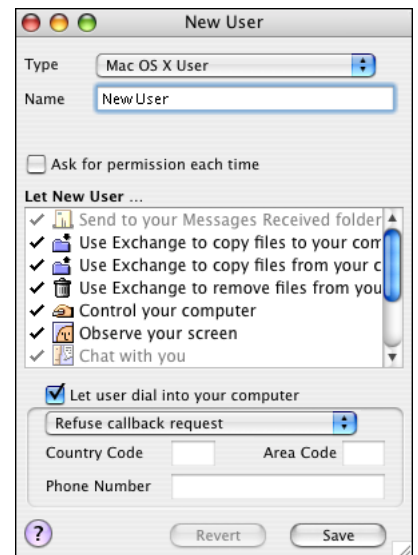 New User
Type Mac OS X User
Name New User
Ask for permission each time
Let New User ...
Send to your Messages Received folder
Use Exchange to copy files to your com
Use Exchange to copy files from your c
Use Exchange to remove files from you
Control your computer
Observe your screen
Chat with you
Let user dial into your computer
Refuse callback request
Country Code Area Code
Phone Number
? Revert Save